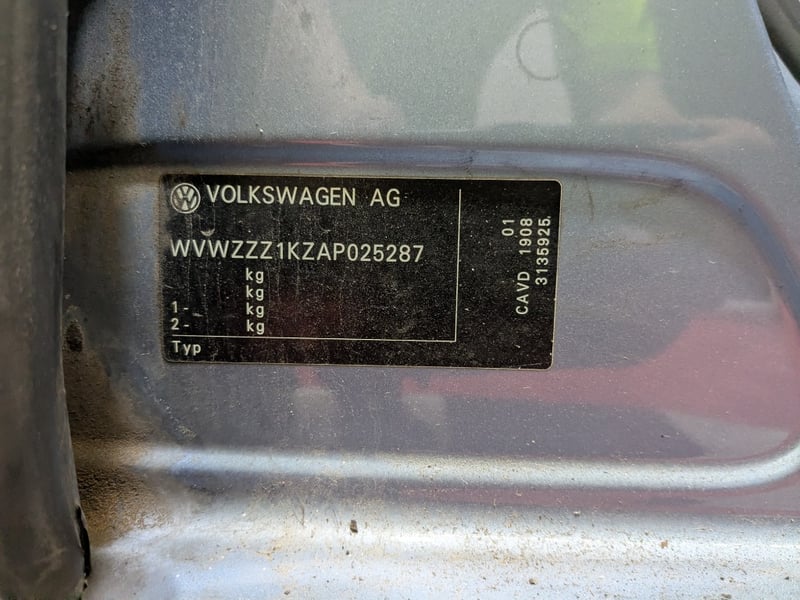 VOLKSWAGEN AG
WVWZZZ1KZAP025287
kg
kg
1- kg
2- kg
Typ
01
CAVD 1908
3135925.